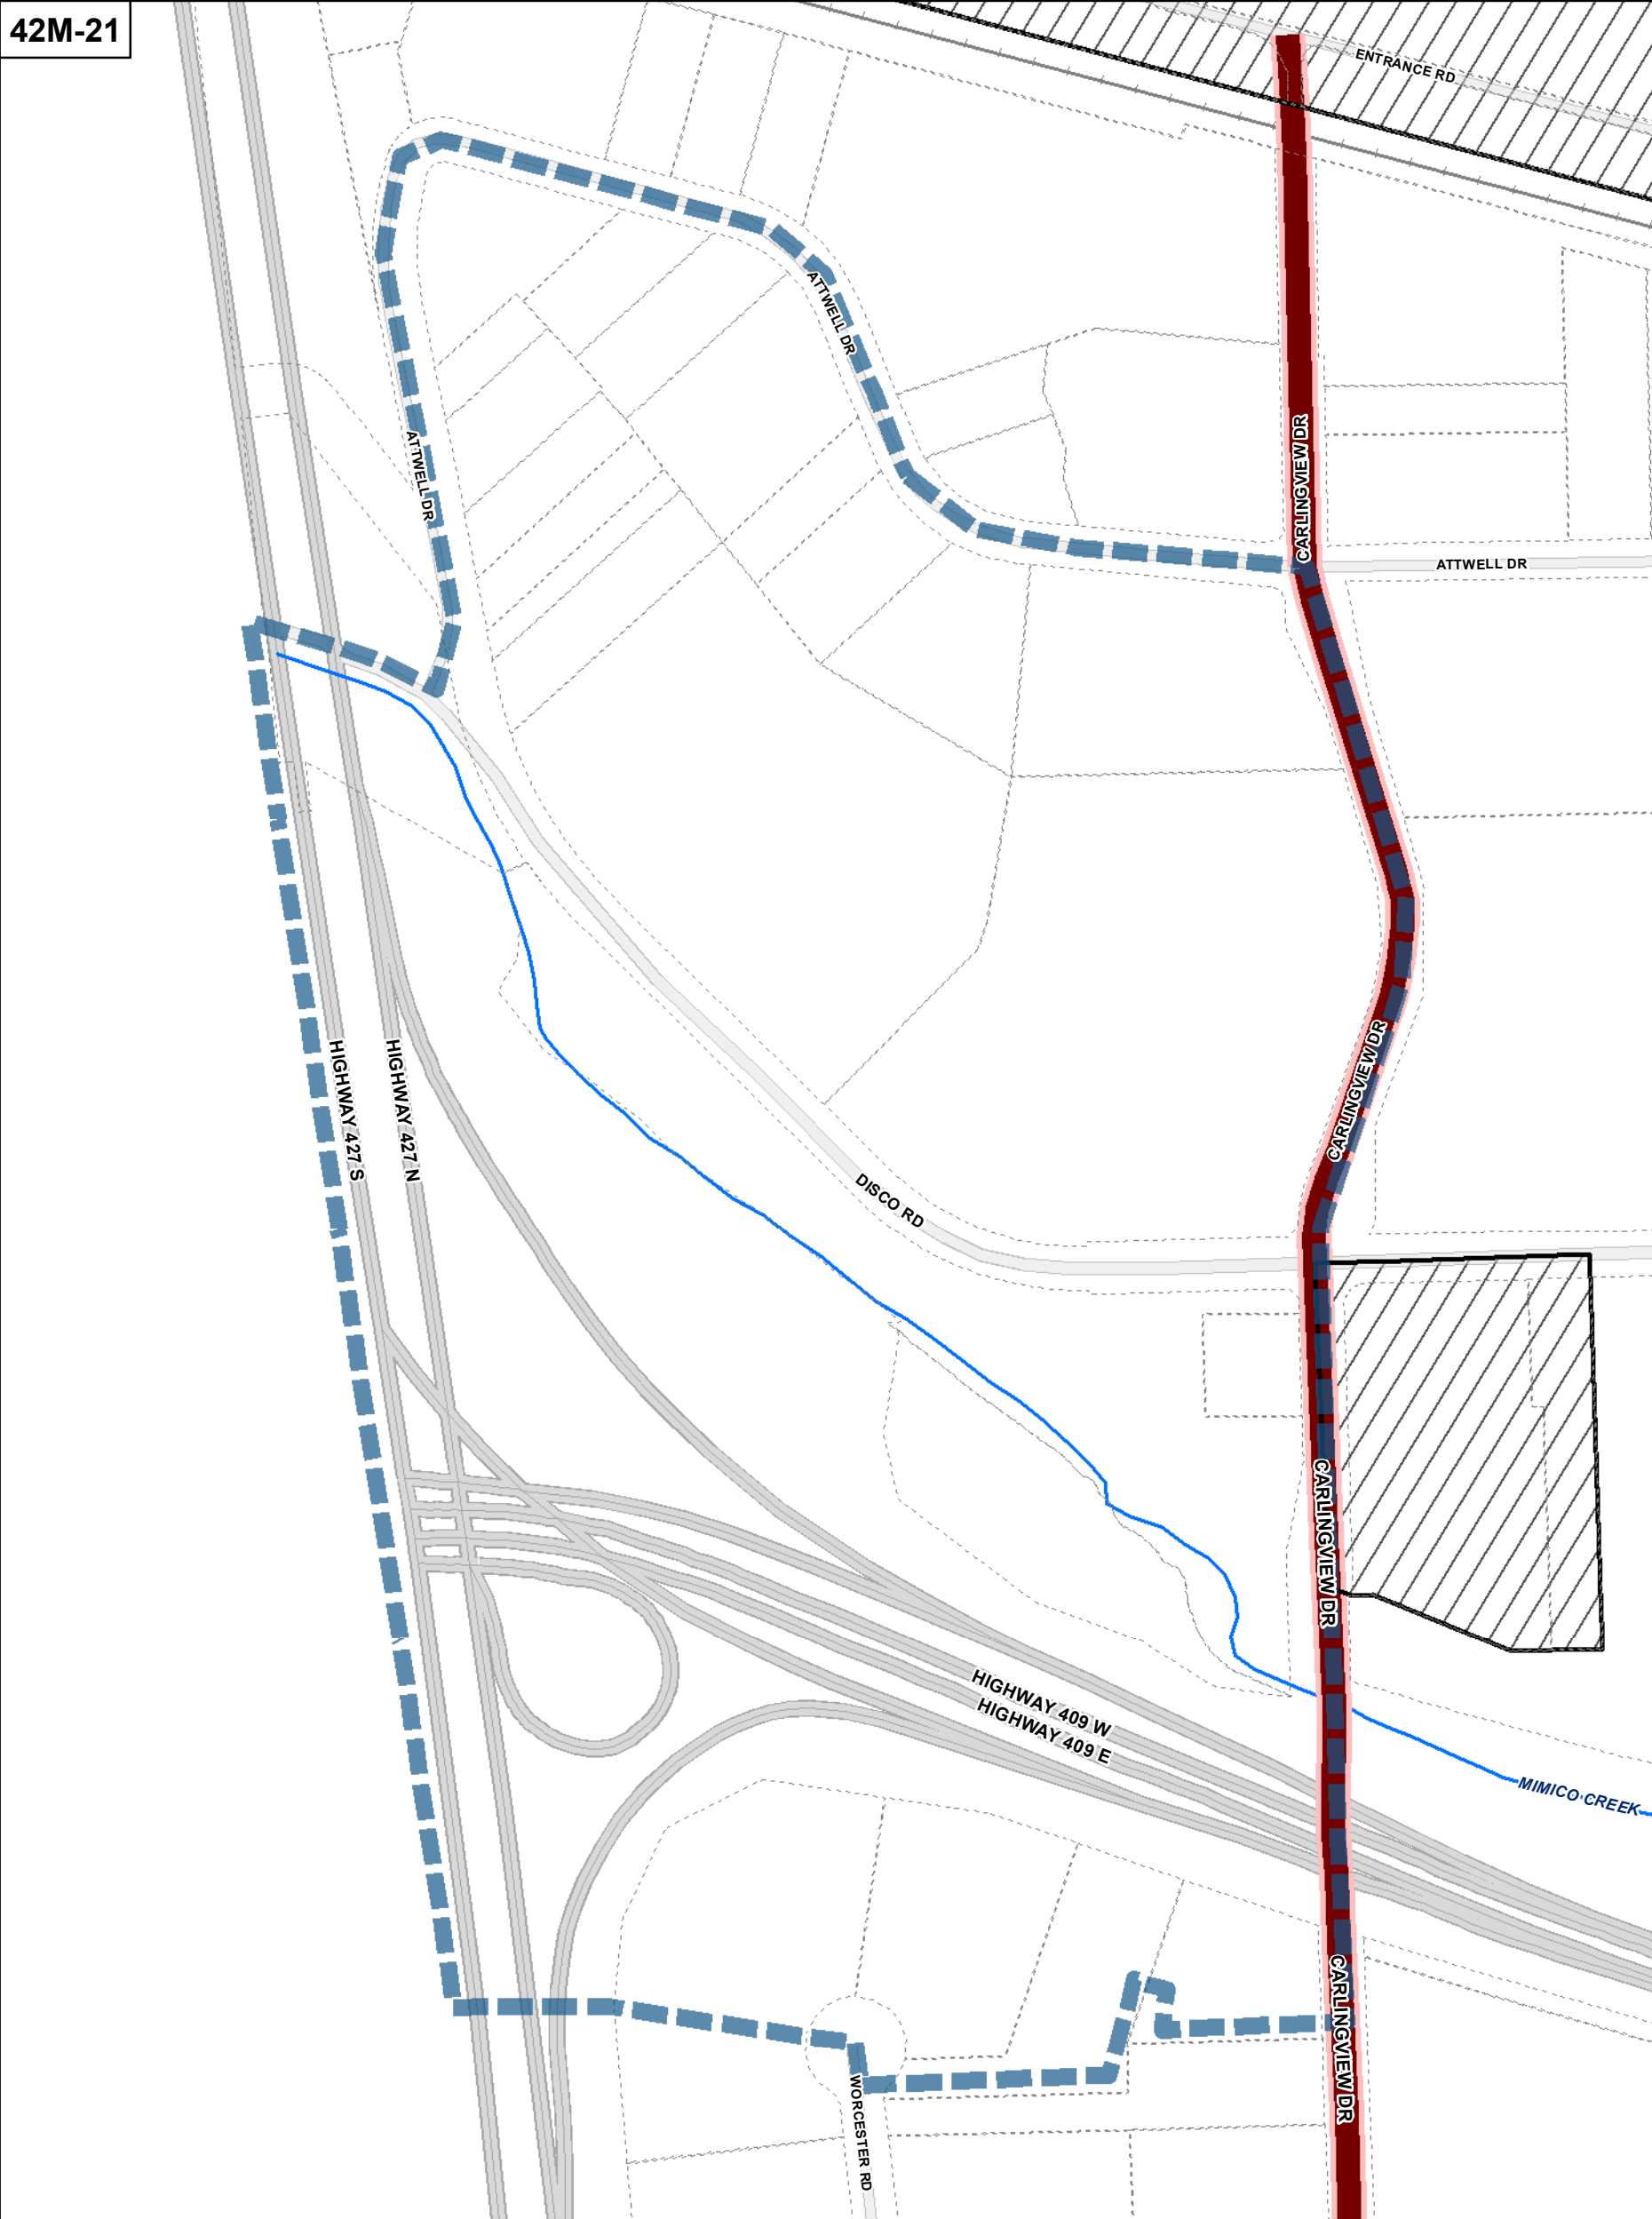 42M-21
ENTRANCE RD
ATTWELL DR
ATTWELL DR
CARLINGVIEW DR
ATTWELL DR
HIGHWAY 427 S
HIGHWAY 427 N
CARLINGVIEW DR
DISCO RD
CARLINGVIEW DR
HIGHWAY 409 W
HIGHWAY 409 E
MIMICO CREEK
CARLINGVIEW DR
WORCESTER RD